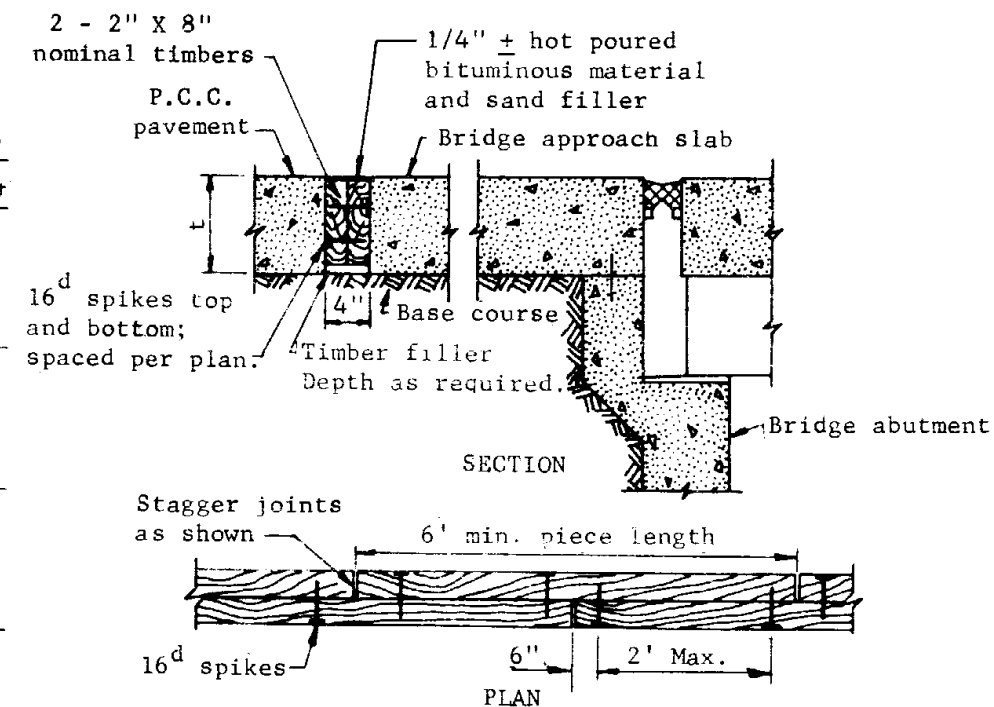 2 - 2" X 8"
nominal timbers
1/4" ± hot poured
bituminous material
and sand filler
P.C.C.
pavement
Bridge approach slab
t
16d spikes top
and bottom;
spaced per plan.
4"
Base course
Timber filler
Depth as required.
Bridge abutment
SECTION
Stagger joints
as shown
6' min. piece length
16d spikes
6"
2' Max.
PLAN